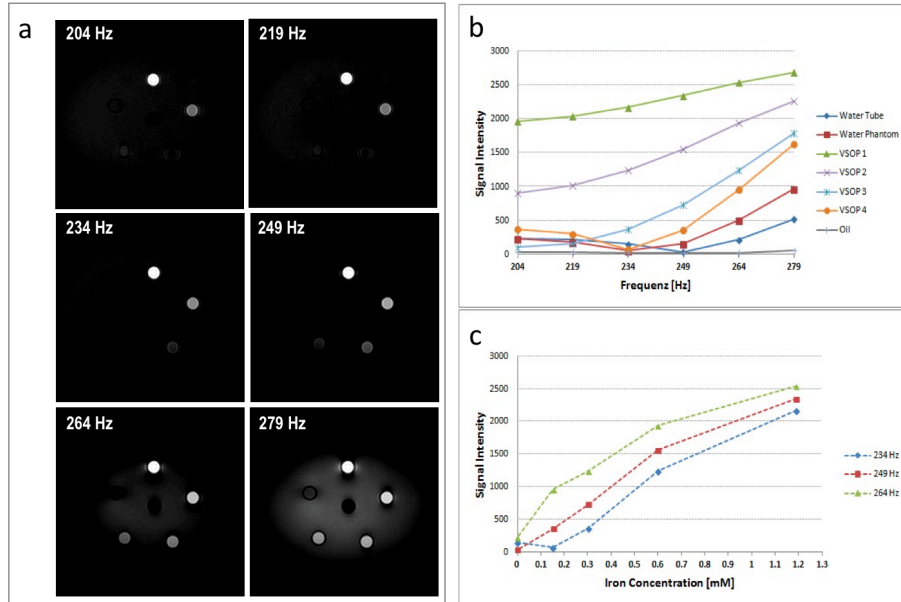 a
204 Hz
219 Hz
234 Hz
249 Hz
264 Hz
279 Hz
b
3000
2500
2000
1500
1000
500
0
204 219 234 249 264 279
Signal Intensity
Frequenz [Hz]
Water Tube
Water Phantom
VSOP 1
VSOP 2
VSOP 3
VSOP 4
Oil
c
3000
2500
2000
1500
1000
500
0
0 0.1 0.2 0.3 0.4 0.5 0.6 0.7 0.8 0.9 1 1.1 1.2 1.3
Signal Intensity
Iron Concentration [mM]
234 Hz
249 Hz
264 Hz